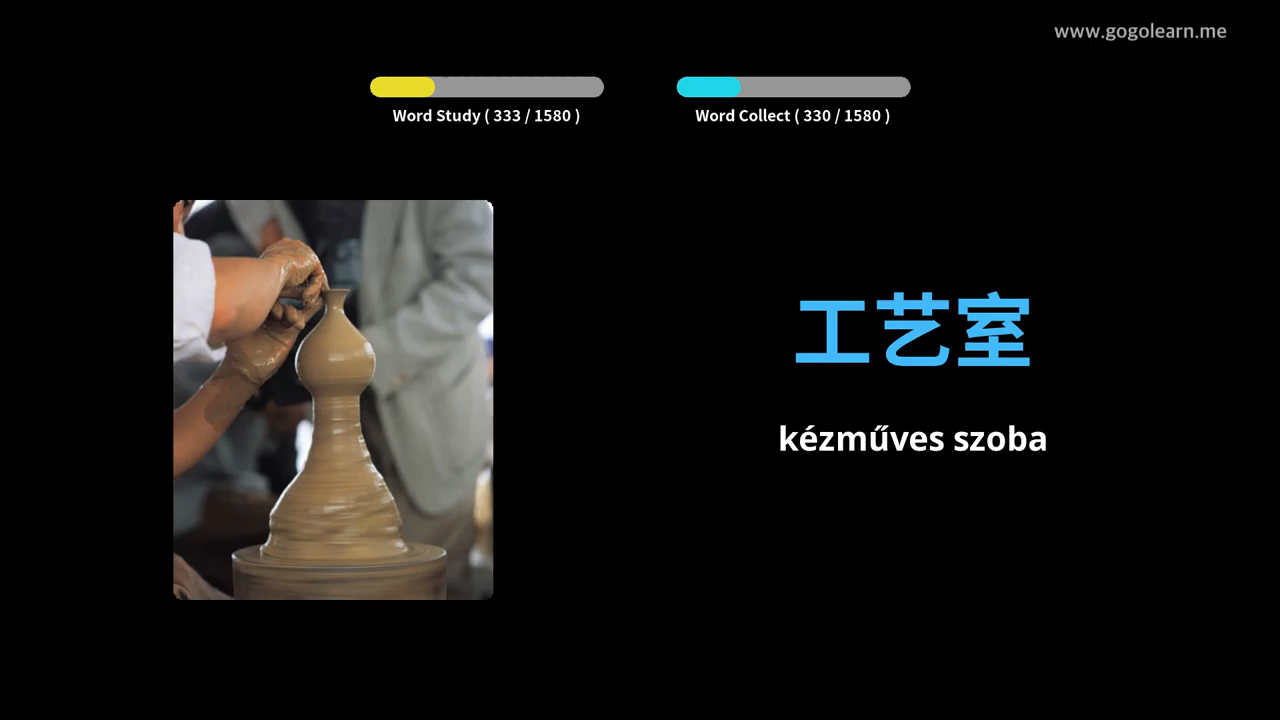 www.gogolearn.me
Word Study ( 333 / 1580 )
Word Collect ( 330 / 1580 )
工艺室
kézműves szoba